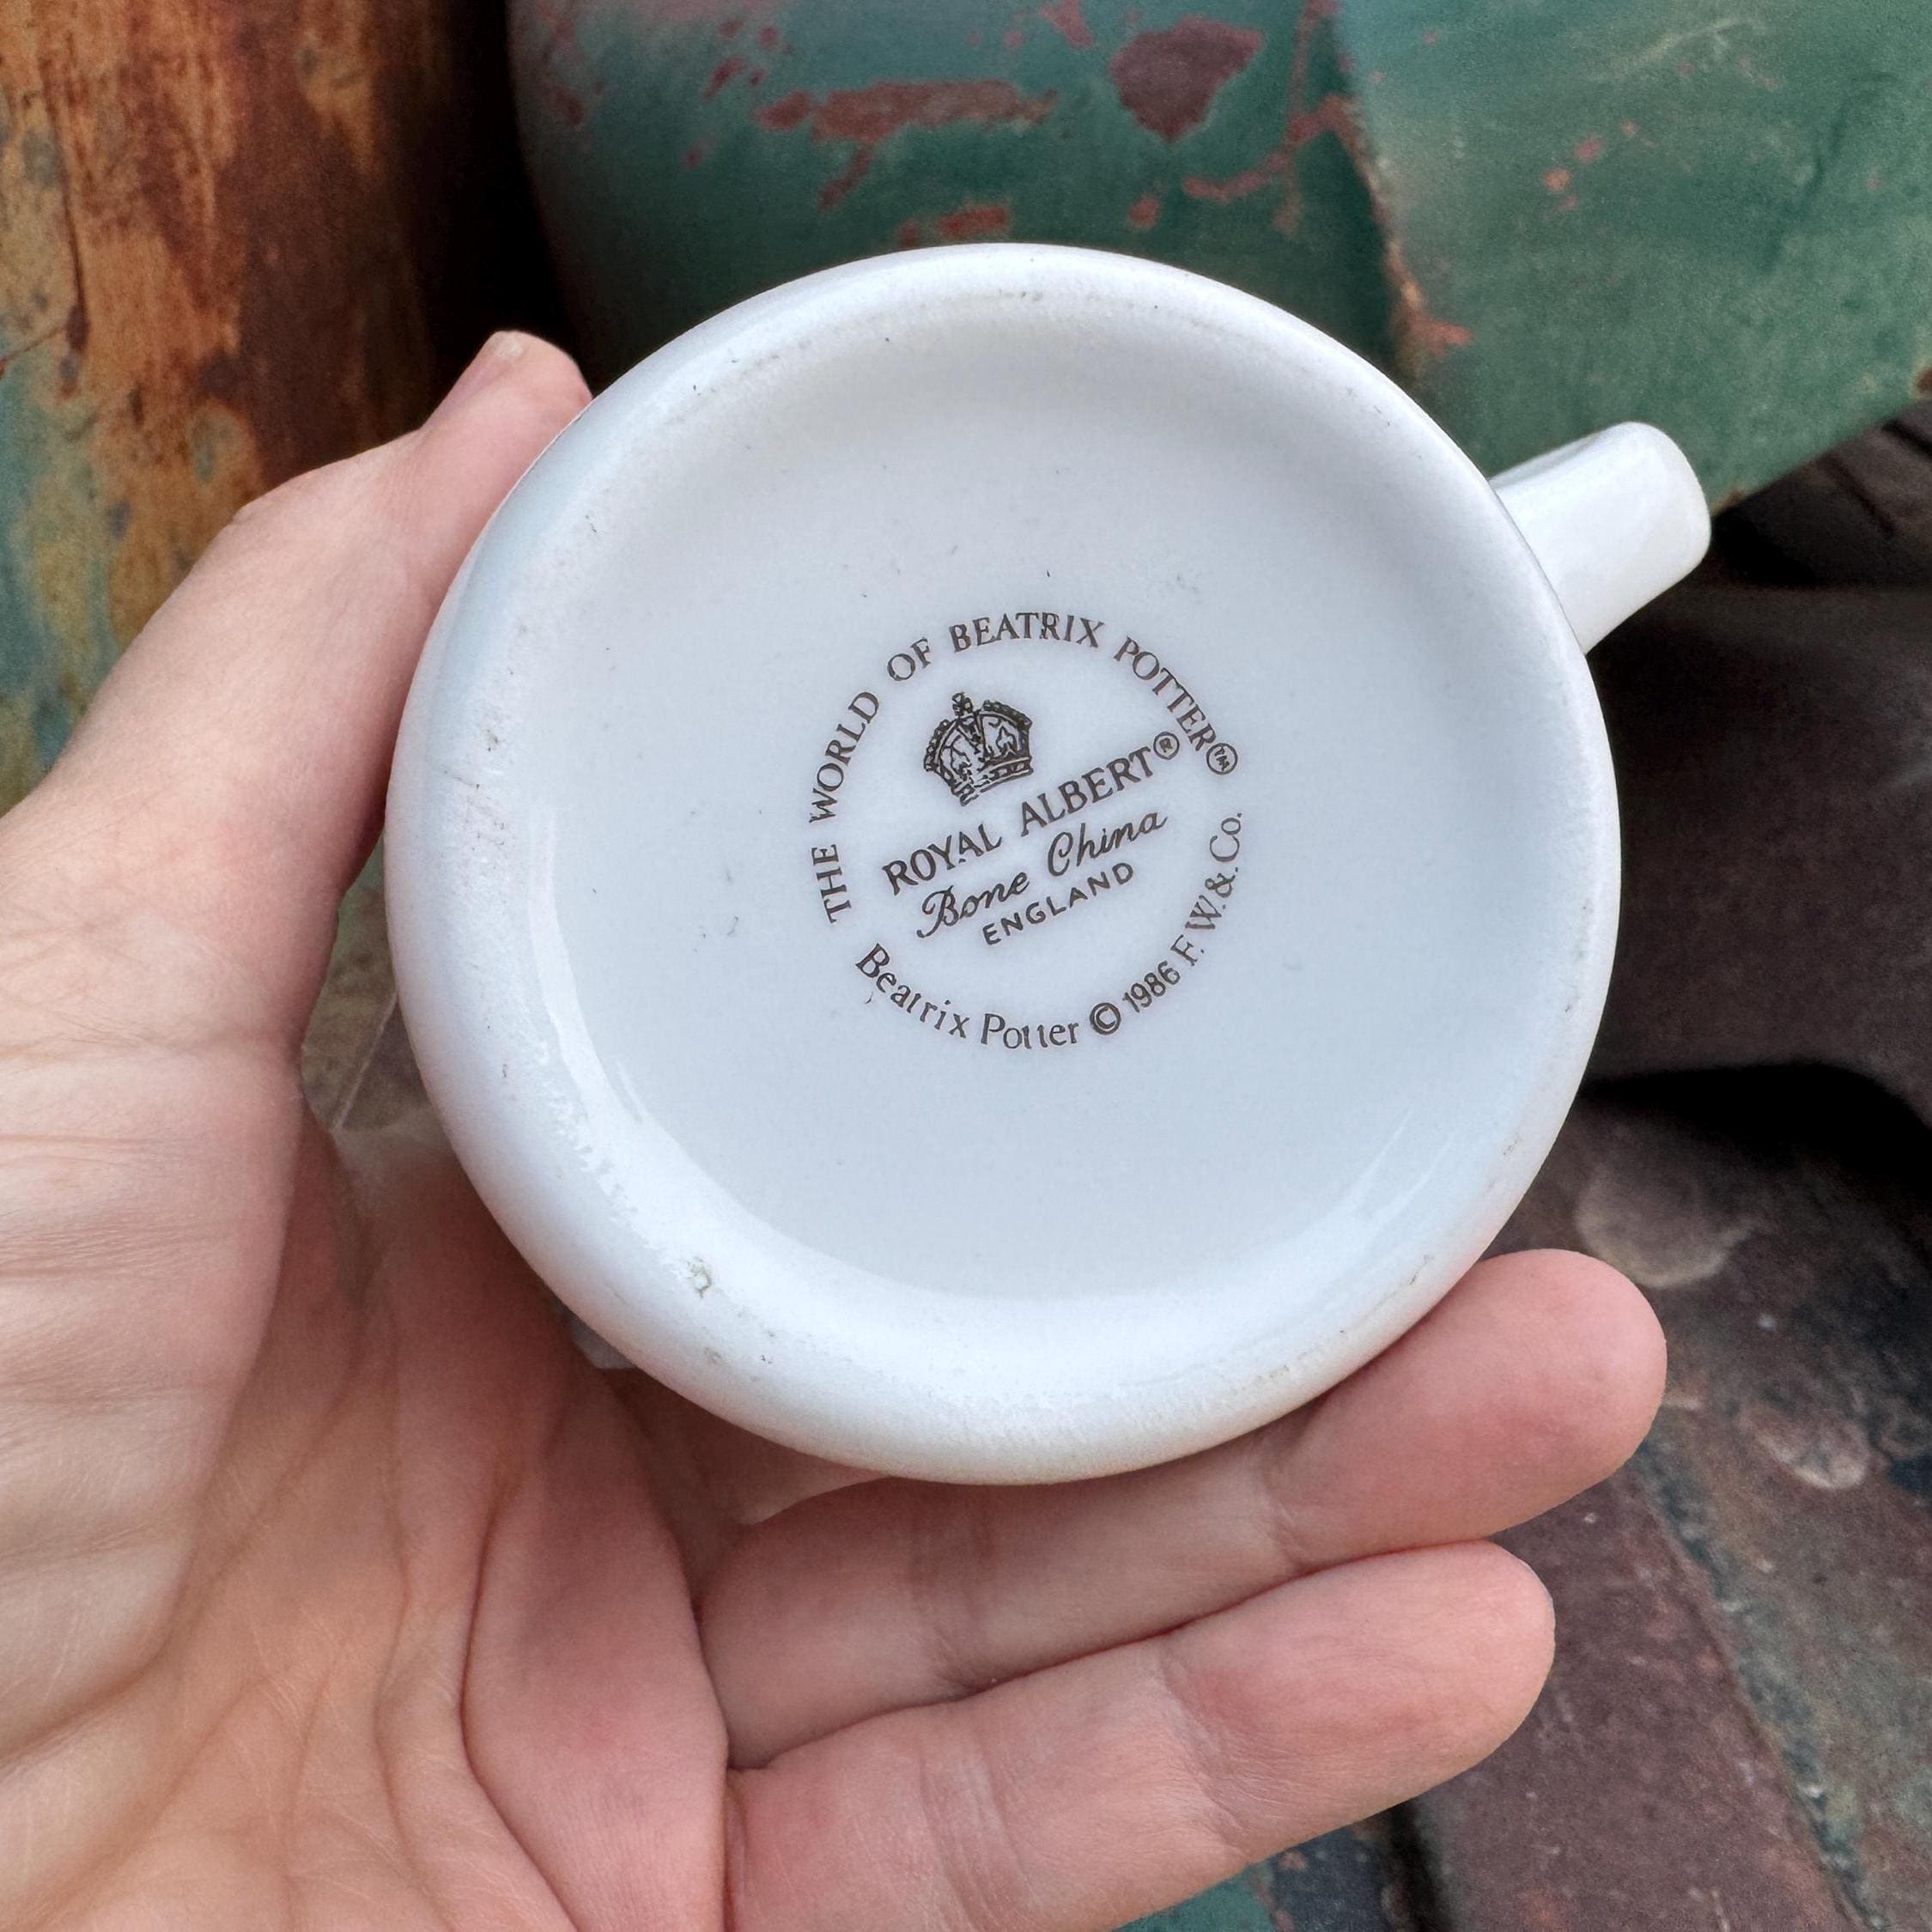 THE WORLD OF BEATRIX POTTER™
ROYAL ALBERT®
Bone China
ENGLAND
Beatrix Potter © 1986 F.W.& Co.